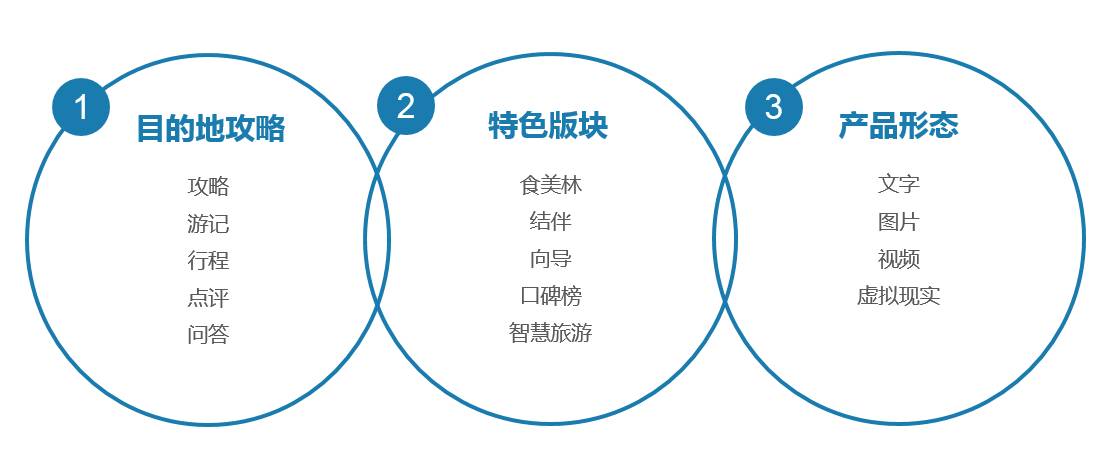 1
目的地攻略
攻略
游记
行程
点评
问答
2
特色版块
食美林
结伴
向导
口碑榜
智慧旅游
3
产品形态
文字
图片
视频
虚拟现实